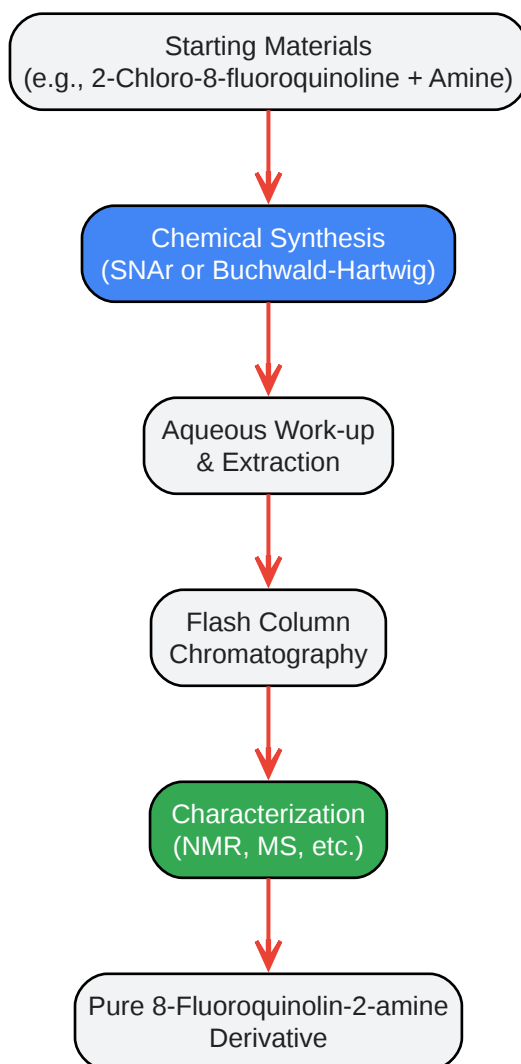 Starting Materials
(e.g., 2-Chloro-8-fluoroquinoline + Amine)
Chemical Synthesis
(SNAr or Buchwald-Hartwig)
Aqueous Work-up
& Extraction
Flash Column
Chromatography
Characterization
(NMR, MS, etc.)
Pure 8-Fluoroquinolin-2-amine
Derivative